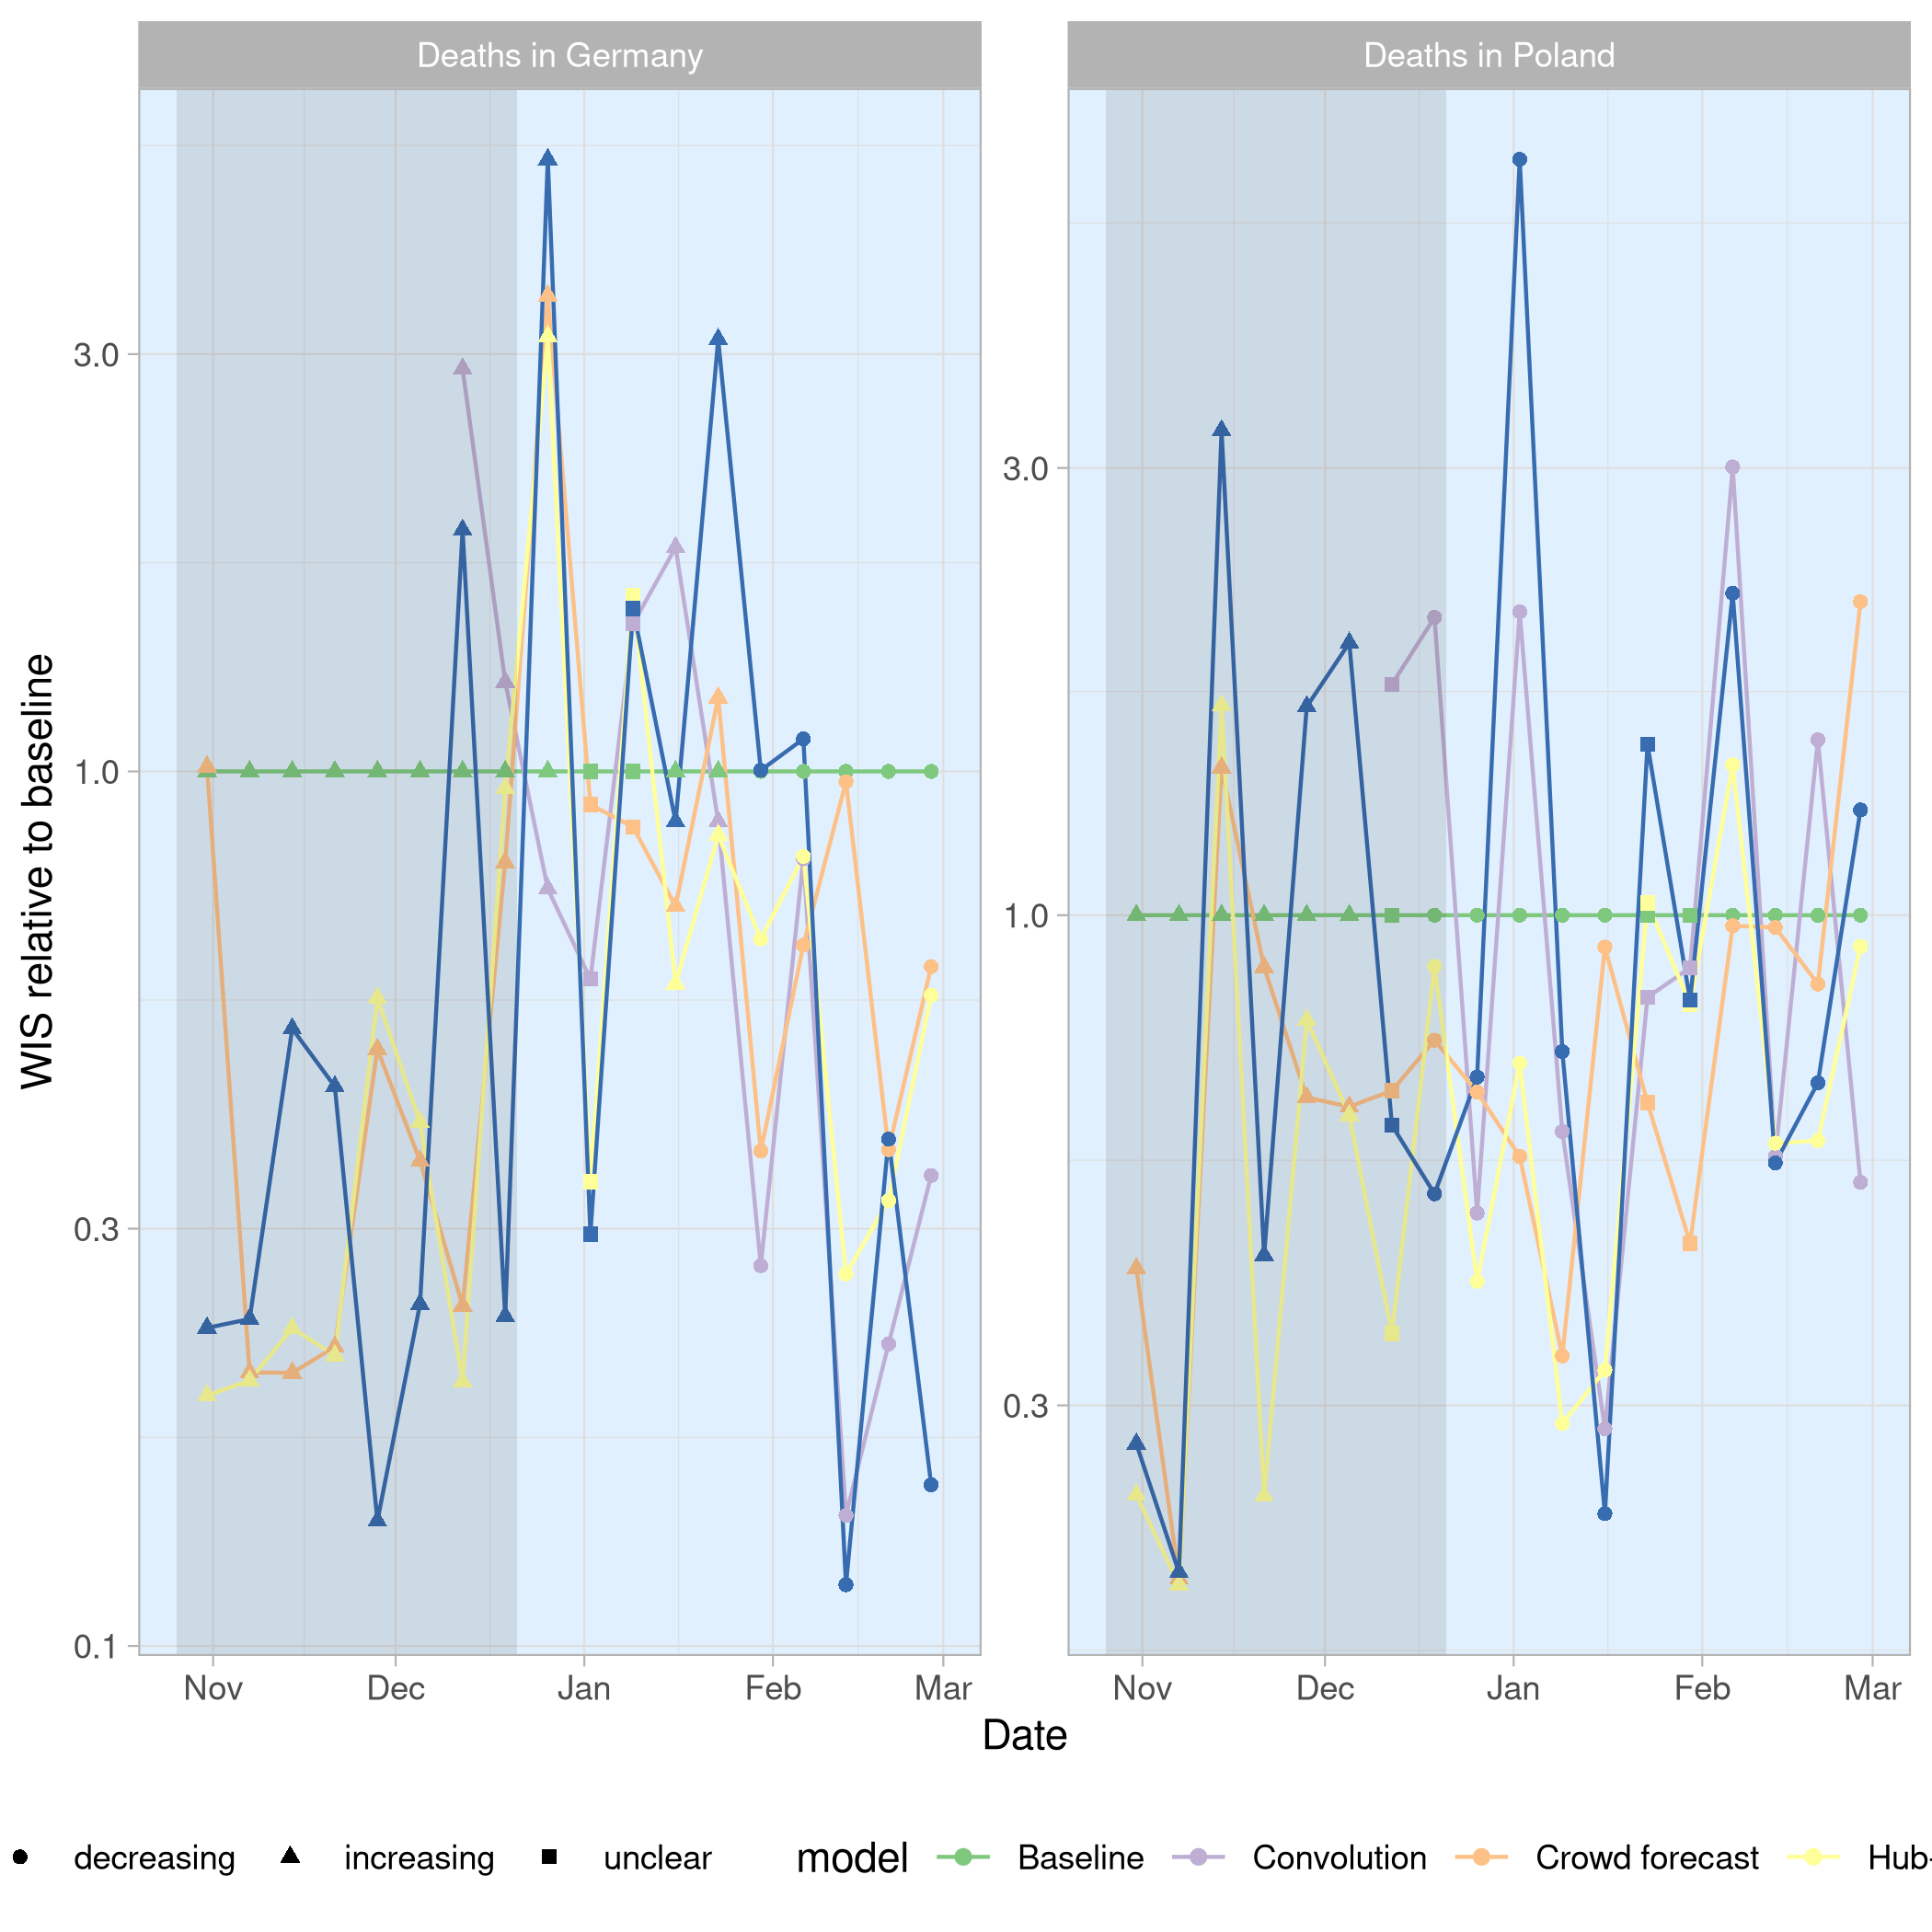 Deaths in Germany
Deaths in Poland
WIS relative to baseline
3.0
1.0
0.3
0.1
3.0
1.0
0.3
Nov Dec Jan Feb Mar
Nov Dec Jan Feb Mar
Date
decreasing increasing unclear model Baseline Convolution Crowd forecast Hub-